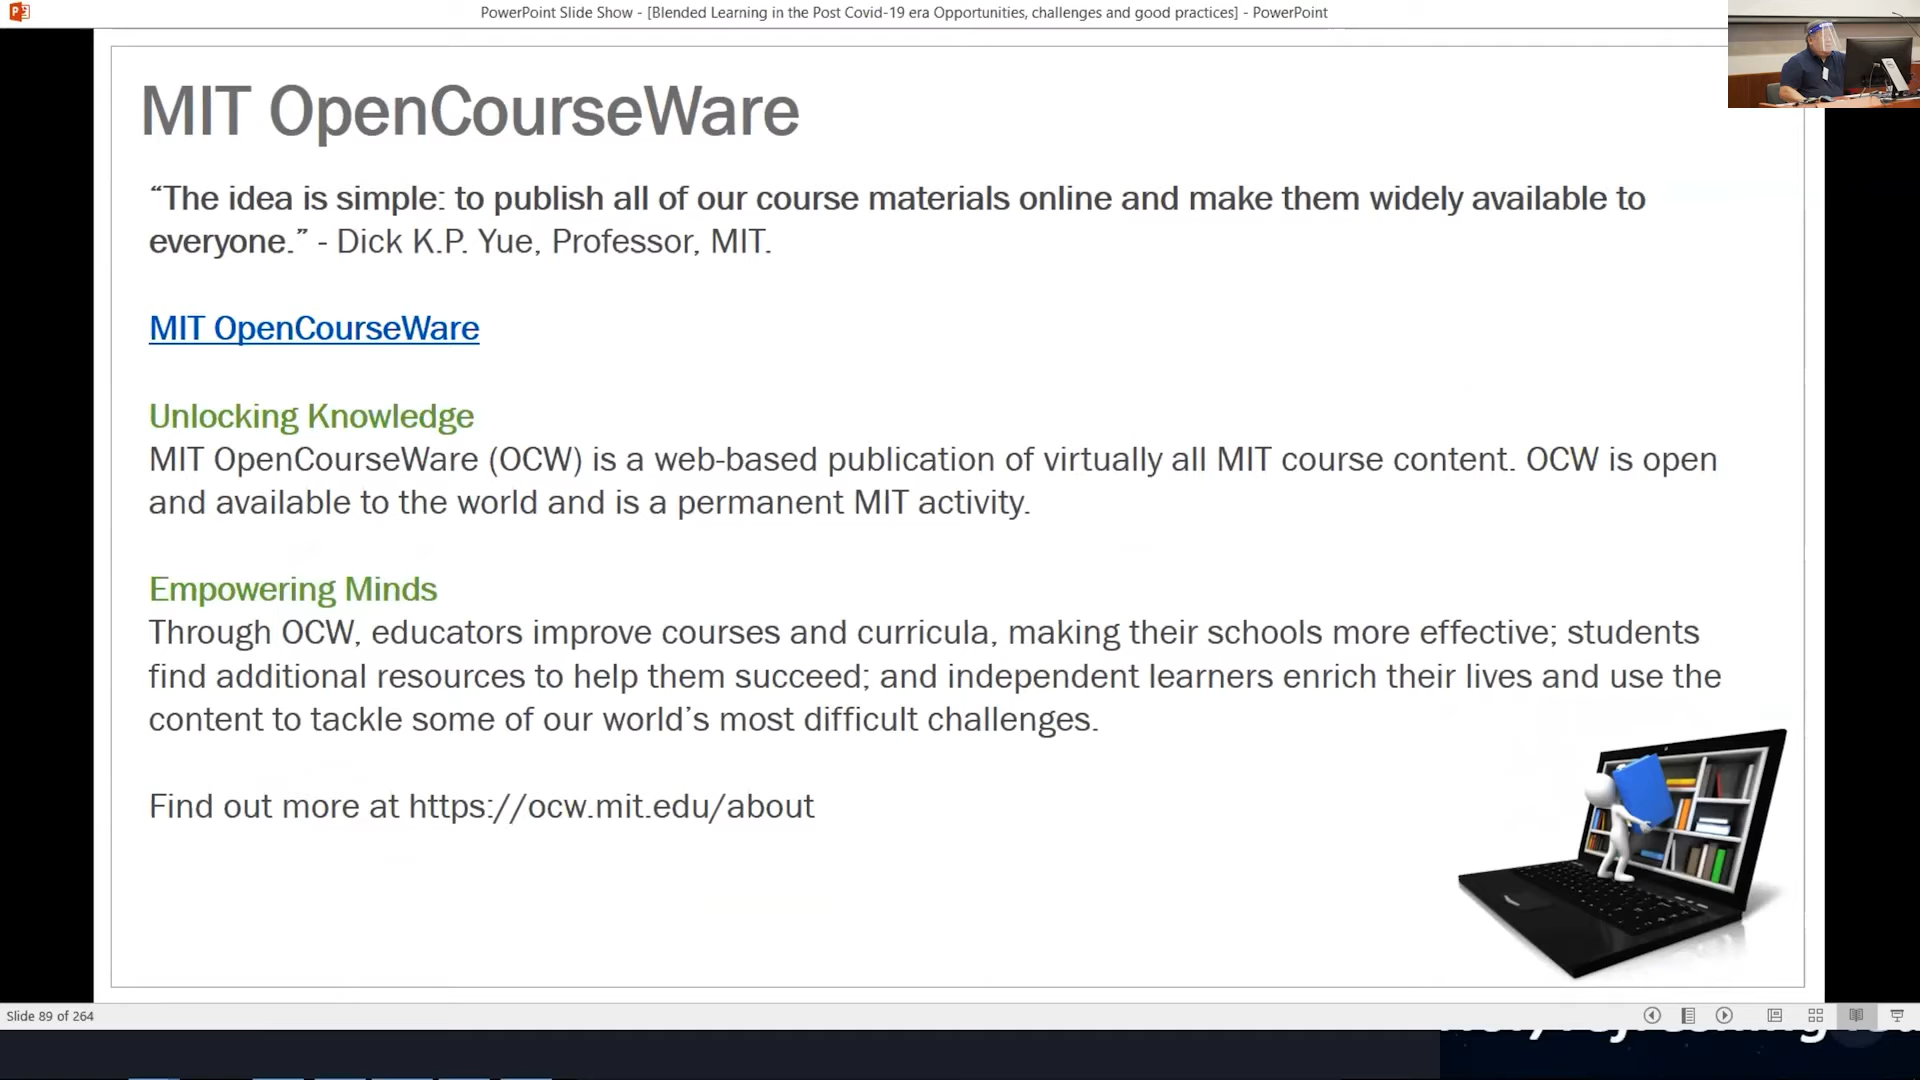 PowerPoint Slide Show - [Blended Learning in the Post Covid-19 era Opportunities, challenges and good practices] - PowerPoint
MIT OpenCourseWare
“The idea is simple: to publish all of our course materials online and make them widely available to
everyone.” - Dick K.P. Yue, Professor, MIT.
MIT OpenCourseWare
Unlocking Knowledge
MIT OpenCourseWare (OCW) is a web-based publication of virtually all MIT course content. OCW is open
and available to the world and is a permanent MIT activity.
Empowering Minds
Through OCW, educators improve courses and curricula, making their schools more effective; students
find additional resources to help them succeed; and independent learners enrich their lives and use the
content to tackle some of our world’s most difficult challenges.
Find out more at https://ocw.mit.edu/about
Slide 89 of 264